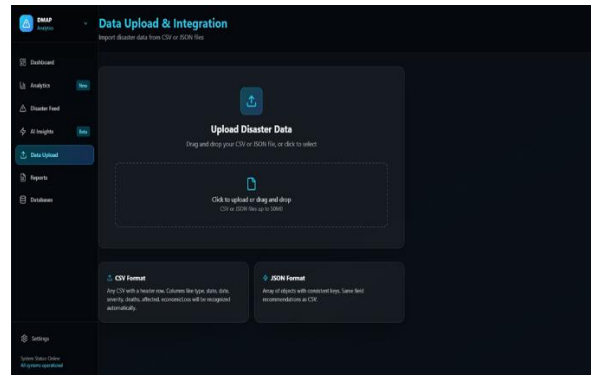 DMAP
Analytics
Data Upload & Integration
Import disaster data from CSV or JSON files
Dashboard
Analytics
New
Disaster Feed
AI Insights
Beta
Data Upload
Reports
Databases
Upload Disaster Data
Drag and drop your CSV or JSON file, or click to select
Click to upload or drag and drop
CSV or JSON files up to 50MB
CSV Format
Any CSV with a header row. Columns like type, state, date,
severity, deaths, affected, economicLoss will be recognized
automatically.
JSON Format
Array of objects with consistent keys. Same field
recommendations as CSV.
Settings
System Status: Online
All systems operational